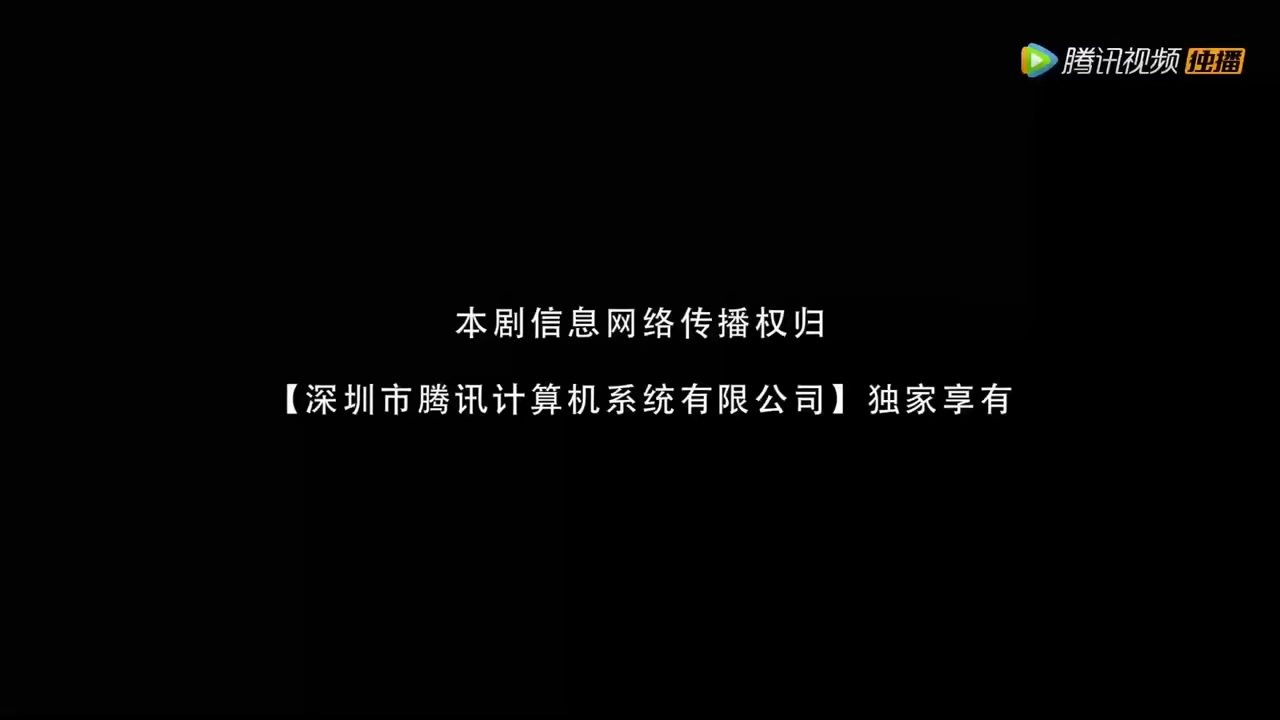 腾讯视频 独播
本剧信息网络传播权归
【深圳市腾讯计算机系统有限公司】独家享有